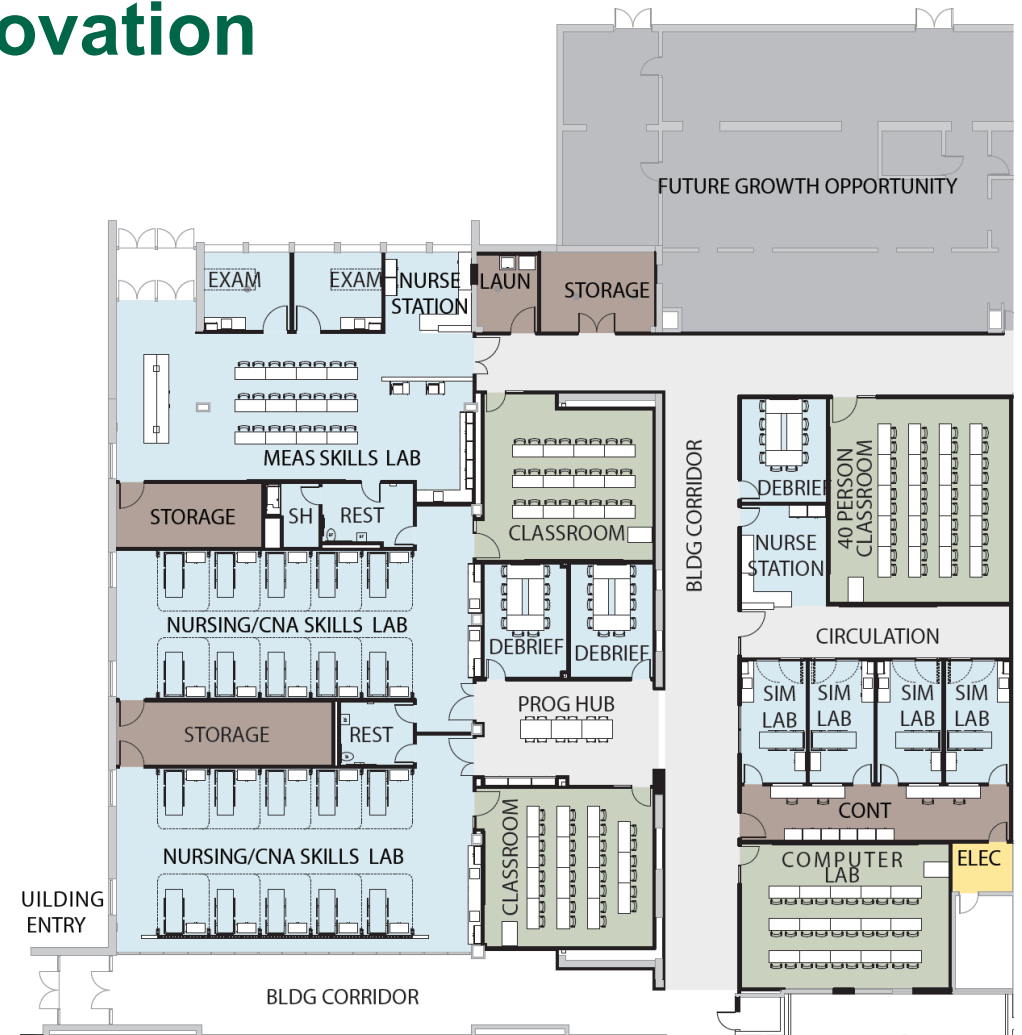 ovation
FUTURE GROWTH OPPORTUNITY
EXAM
EXAM
NURSE
STATION
LAUN
STORAGE
MEAS SKILLS LAB
STORAGE
SH
REST
CLASSROOM
BLDG CORRIDOR
DEBRIEF
40 PERSON
CLASSROOM
NURSE
STATION
NURSING/CNA SKILLS LAB
DEBRIEF
DEBRIEF
CIRCULATION
STORAGE
REST
PROG HUB
SIM
LAB
SIM
LAB
SIM
LAB
SIM
LAB
CONT
NURSING/CNA SKILLS LAB
CLASSROOM
COMPUTER
LAB
ELEC
UILDING
ENTRY
BLDG CORRIDOR